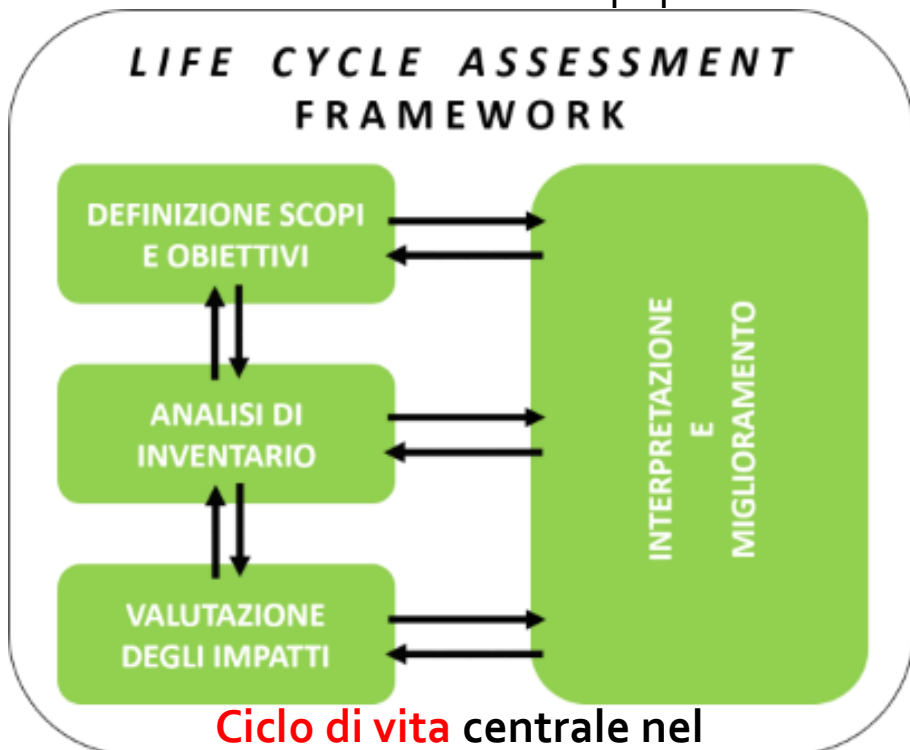 LIFE CYCLE ASSESSMENT
FRAMEWORK
DEFINIZIONE SCOPI
E OBIETTIVI
ANALISI DI
INVENTARIO
VALUTAZIONE
DEGLI IMPATTI
INTERPRETAZIONE
E
MIGLIORAMENTO
Ciclo di vita centrale nel